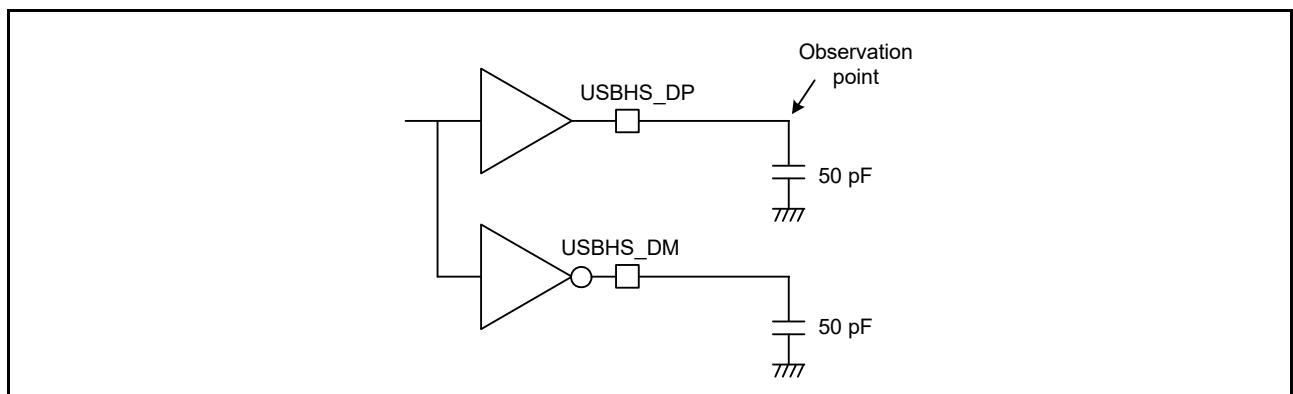 Observation
point
USBHS_DP
50 pF
USBHS_DM
50 pF